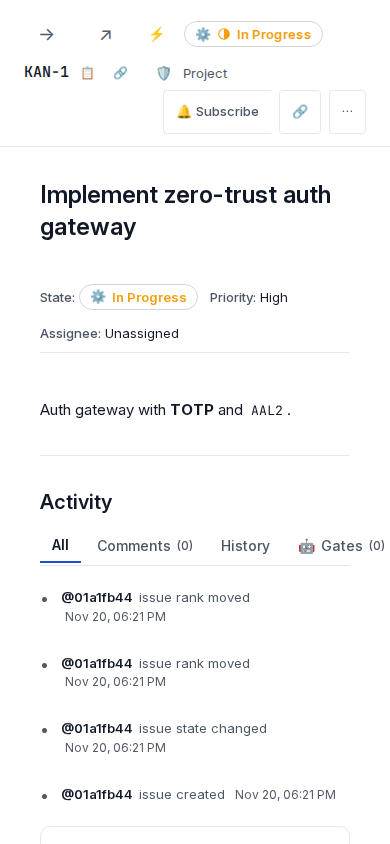 In Progress
KAN-1
Project
Subscribe
...
Implement zero-trust auth
gateway
State: In Progress Priority: High
Assignee: Unassigned
Auth gateway with TOTP and AAL2.
Activity
All Comments (0) History Gates (0)
@01a1fb44 issue rank moved
Nov 20, 06:21 PM
@01a1fb44 issue rank moved
Nov 20, 06:21 PM
@01a1fb44 issue state changed
Nov 20, 06:21 PM
@01a1fb44 issue created Nov 20, 06:21 PM